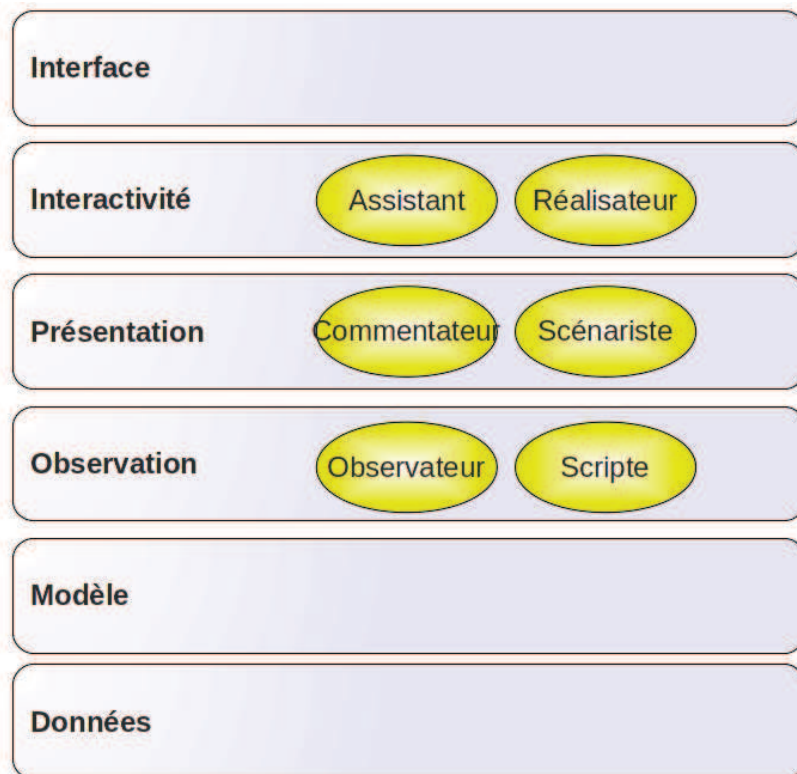 Interface
Interactivité
Assistant
Réalisateur
Présentation
Commentateur
Scénariste
Observation
Observateur
Scripte
Modèle
Données